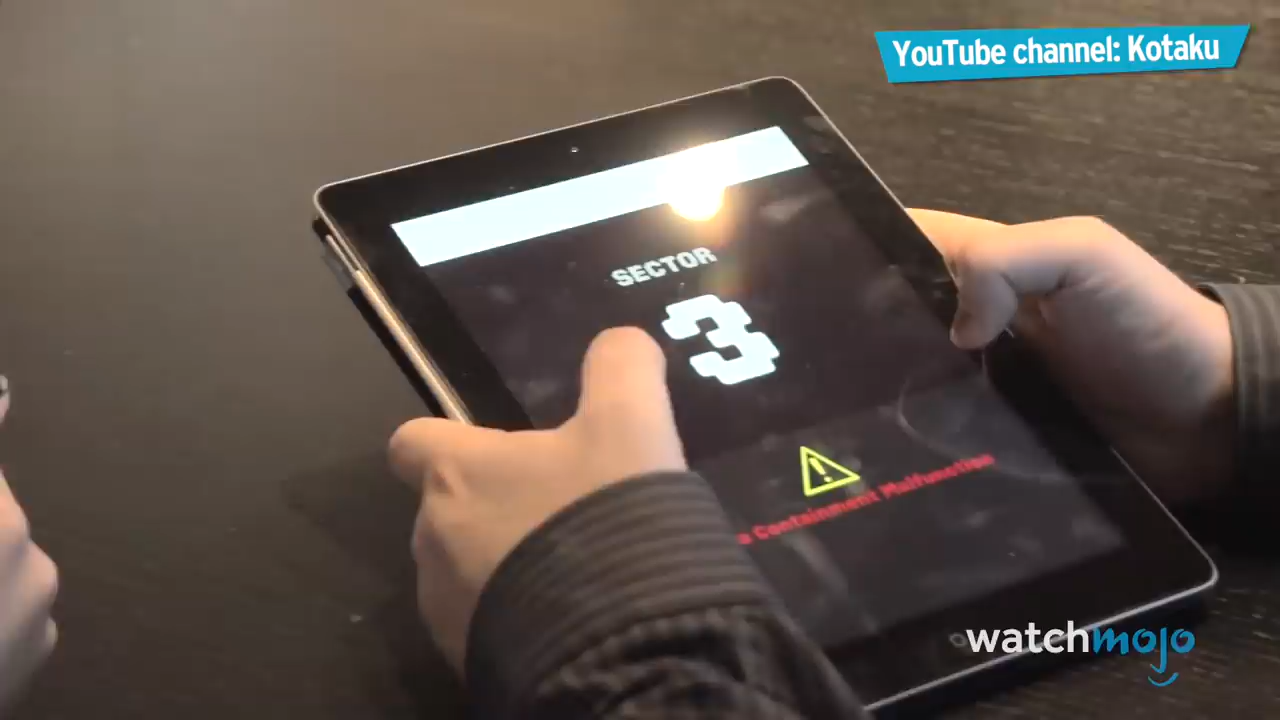 YouTube channel: Kotaku
SECTOR
3
Containment Malfunction
watchmojo